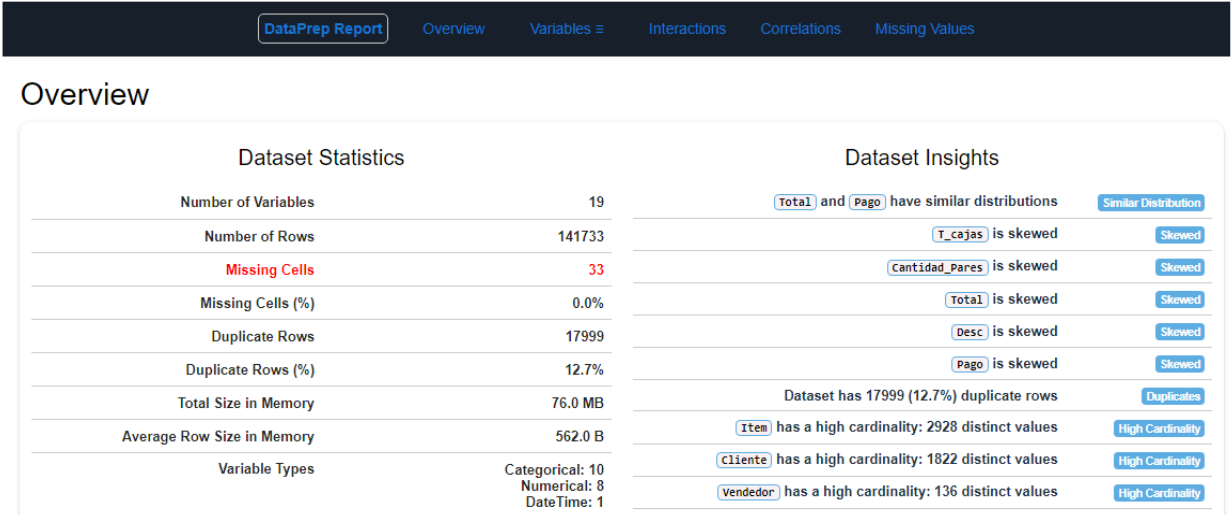 DataPrep Report Overview Variables ≡ Interactions Correlations Missing Values
Overview
Dataset Statistics
Number of Variables 19
Number of Rows 141733
Missing Cells 33
Missing Cells (%) 0.0%
Duplicate Rows 17999
Duplicate Rows (%) 12.7%
Total Size in Memory 76.0 MB
Average Row Size in Memory 562.0 B
Variable Types Categorical: 10
Numerical: 8
DateTime: 1
Dataset Insights
Total and Pago have similar distributions Similar Distribution
T_cajas is skewed Skewed
Cantidad_Pares is skewed Skewed
Total is skewed Skewed
Desc is skewed Skewed
Pago is skewed Skewed
Dataset has 17999 (12.7%) duplicate rows Duplicates
Item has a high cardinality: 2928 distinct values High Cardinality
Cliente has a high cardinality: 1822 distinct values High Cardinality
Vendedor has a high cardinality: 136 distinct values High Cardinality